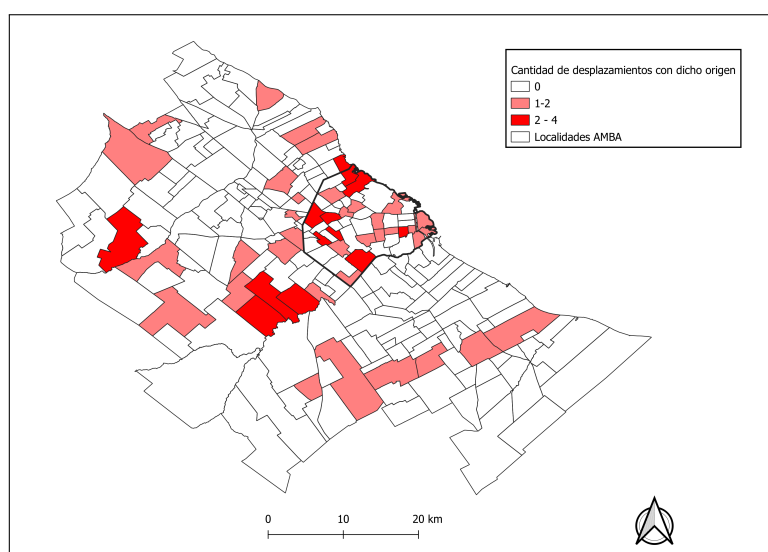 Cantidad de desplazamientos con dicho origen
0
1-2
2 - 4
Localidades AMBA
0 10 20 km